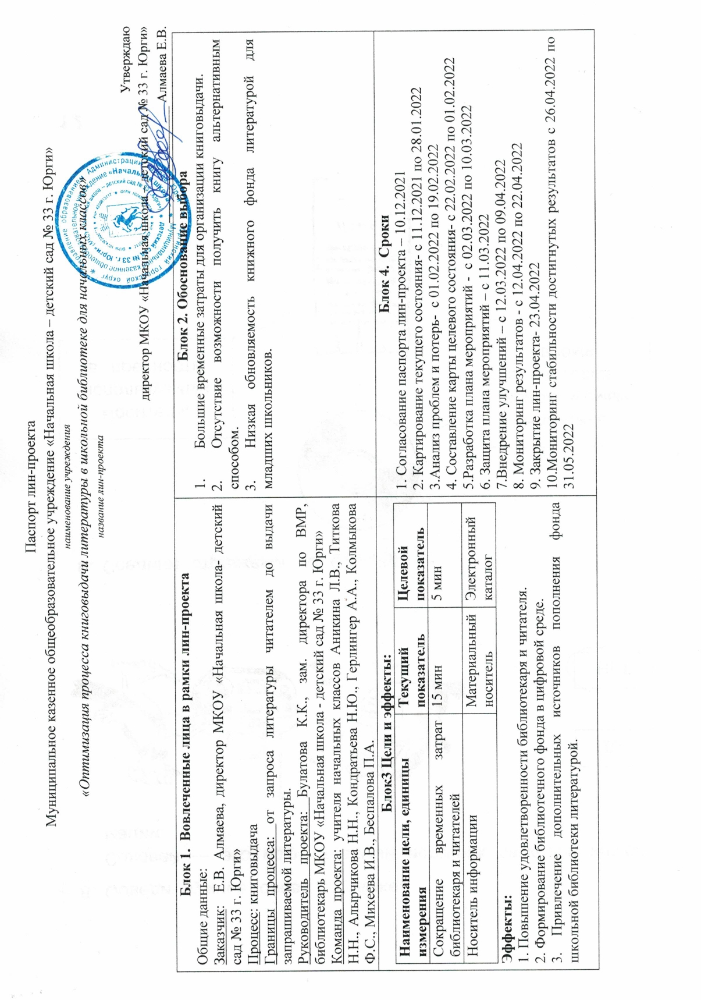 Паспорт лин-проекта
Муниципальное казенное общеобразовательное учреждение «Начальная школа – детский сад № 33 г. Юрги»
наименование учреждения
«Оптимизация процесса книговыдачи литературы в школьной библиотеке для начальных классов»
название лин-проекта
Утверждаю
директор МКОУ «Начальная школа – детский сад № 33 г. Юрги»
Алмаева Е.В.
Блок 1. Вовлеченные лица в рамки лин-проекта
Общие данные:
Заказчик: Е.В. Алмаева, директор МКОУ «Начальная школа- детский
сад № 33 г. Юрги»
Процесс: книговыдача
Границы процесса: от запроса литературы читателем до выдачи
запрашиваемой литературы.
Руководитель проекта: Булатова К.К., зам. директора по ВМР,
библиотекарь МКОУ «Начальная школа - детский сад № 33 г. Юрги»
Команда проекта: учителя начальных классов Аникина Л.В., Титкова
Н.Н., Алырчикова Н.Н., Кондратьева Н.Ю., Герлингер А.А., Колмыкова
Ф.С., Михеева И.В., Беспалова П.А.
Блок 2. Обоснование выбора
1. Большие временные затраты для организации книговыдачи.
2. Отсутствие возможности получить книгу альтернативным
способом.
3. Низкая обновляемость книжного фонда литературой для
младших школьников.
Блок3 Цели и эффекты:
Наименование цели, единицы
измерения
Текущий
показатель
Целевой
показатель
Сокращение временных затрат
библиотекаря и читателей
15 мин
5 мин
Носитель информации
Материальный
носитель
Электронный
каталог
Эффекты:
1. Повышение удовлетворенности библиотекаря и читателя.
2. Формирование библиотечного фонда в цифровой среде.
3. Привлечение дополнительных источников пополнения фонда
школьной библиотеки литературой.
Блок 4. Сроки
1. Согласование паспорта лин-проекта – 10.12.2021
2. Картирование текущего состояния- с 11.12.2021 по 28.01.2022
3.Анализ проблем и потерь- с 01.02.2022 по 19.02.2022
4. Составление карты целевого состояния- с 22.02.2022 по 01.02.2022
5.Разработка плана мероприятий - с 02.03.2022 по 10.03.2022
6. Защита плана мероприятий – с 11.03.2022
7.Внедрение улучшений – с 12.03.2022 по 09.04.2022
8. Мониторинг результатов - с 12.04.2022 по 22.04.2022
9. Закрытие лин-проекта- 23.04.2022
10.Мониторинг стабильности достигнутых результатов с 26.04.2022 по
31.05.2022